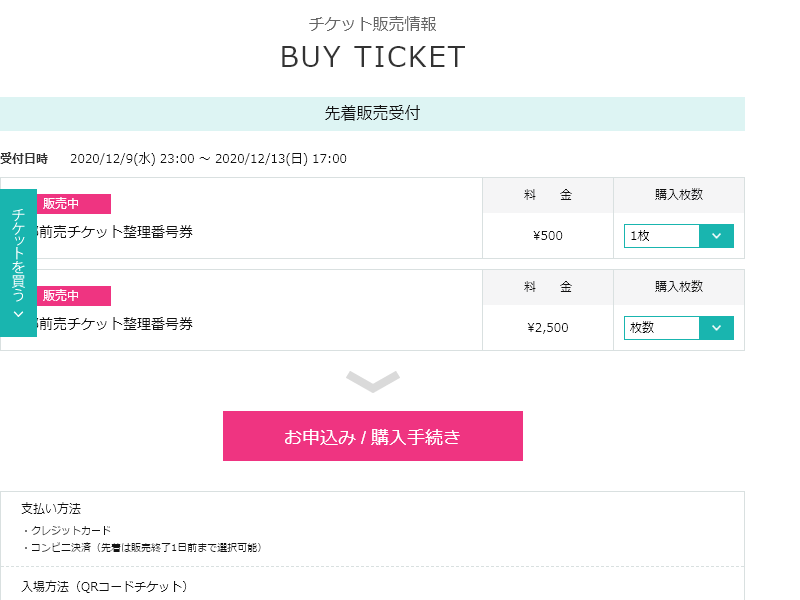 チケット販売情報
BUY TICKET
先着販売受付
受付日時 2020/12/9(水) 23:00 ～ 2020/12/13(日) 17:00
販売中
前売チケット整理番号券
料 金
¥500
購入枚数
1枚
チケットを買う
販売中
前売チケット整理番号券
料 金
¥2,500
購入枚数
枚数
お申込み / 購入手続き
支払い方法
・クレジットカード
・コンビニ決済（先着は販売終了1日前まで選択可能）
入場方法（QRコードチケット）